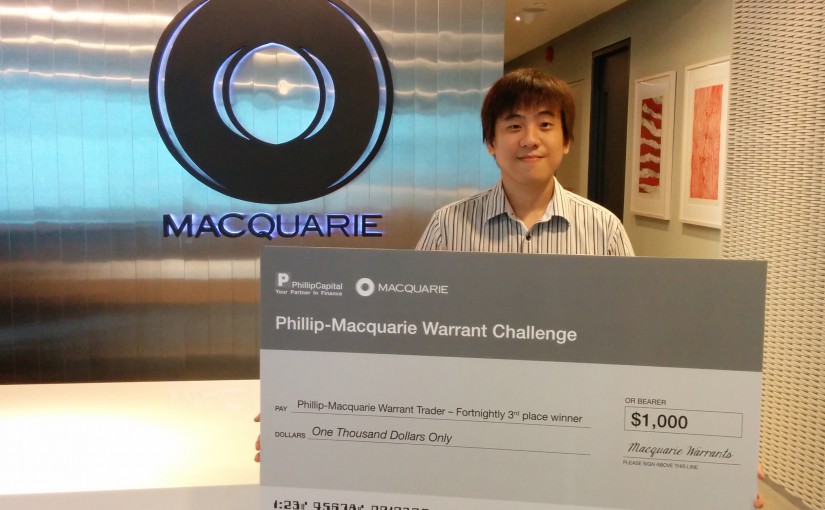 MACQUARIE
P PhillipCapital
Your Partner In Finance
MACQUARIE
Phillip-Macquarie Warrant Challenge
OR BEARER
PAY Phillip-Macquarie Warrant Trader – Fortnightly 3rd place winner
$1,000
DOLLARS One Thousand Dollars Only
Macquarie Warrants
PLEASE SIGN ABOVE THIS LINE